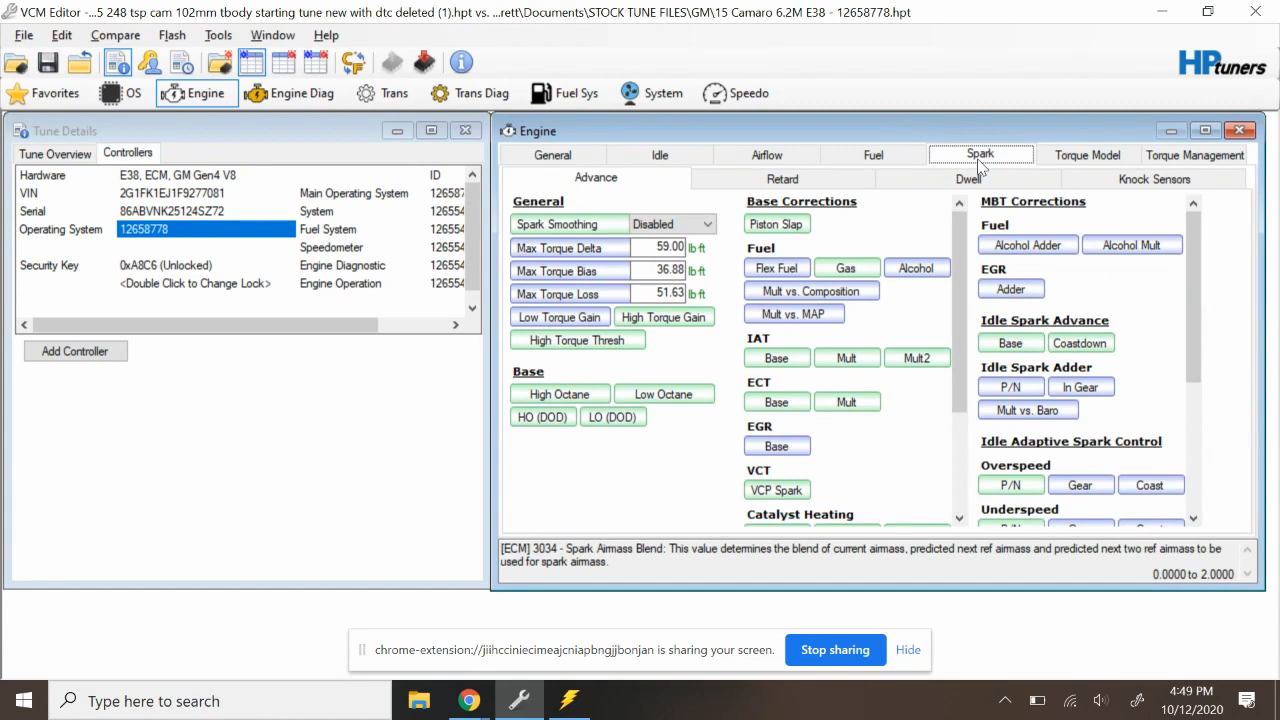 VCM Editor - ...5 248 tsp cam 102mm tbody starting tune new with dtc deleted (1).hpt vs. ...rett\Documents\STOCK TUNE FILES\GM\15 Camaro 6.2M E38 - 12658778.hpt
File Edit Compare Flash Tools Window Help
HPtuners
Favorites OS Engine Engine Diag Trans Trans Diag Fuel Sys System Speedo
Tune Details
Tune Overview Controllers
Hardware E38, ECM, GM Gen4 V8 ID
VIN 2G1FK1EJ1F9277081 Main Operating System 126587
Serial 86ABVNK25124SZ72 System 126554
Operating System 12658778 Fuel System 126554
Speedometer 126554
Security Key 0xA8C6 (Unlocked) Engine Diagnostic 126554
<Double Click to Change Lock> Engine Operation 126554
Add Controller
Engine
General Idle Airflow Fuel Spark Torque Model Torque Management
Advance Retard Dwell Knock Sensors
General
Spark Smoothing Disabled
Max Torque Delta 59.00 lb·ft
Max Torque Bias 36.88 lb·ft
Max Torque Loss 51.63 lb·ft
Low Torque Gain High Torque Gain
High Torque Thresh
Base
High Octane Low Octane
HO (DOD) LO (DOD)
Base Corrections
Piston Slap
Fuel
Flex Fuel Gas Alcohol
Mult vs. Composition
Mult vs. MAP
IAT
Base Mult Mult2
ECT
Base Mult
EGR
Base
VCT
VCP Spark
Catalyst Heating
MBT Corrections
Fuel
Alcohol Adder Alcohol Mult
EGR
Adder
Idle Spark Advance
Base Coastdown
Idle Spark Adder
P/N In Gear
Mult vs. Baro
Idle Adaptive Spark Control
Overspeed
P/N Gear Coast
Underspeed
[ECM] 3034 - Spark Airmass Blend: This value determines the blend of current airmass, predicted next ref airmass and predicted next two ref airmass to be
used for spark airmass.
0.0000 to 2.0000
chrome-extension://jiihcciniecimeajcniapbngjjbonjan is sharing your screen. Stop sharing Hide
Type here to search
4:49 PM
10/12/2020